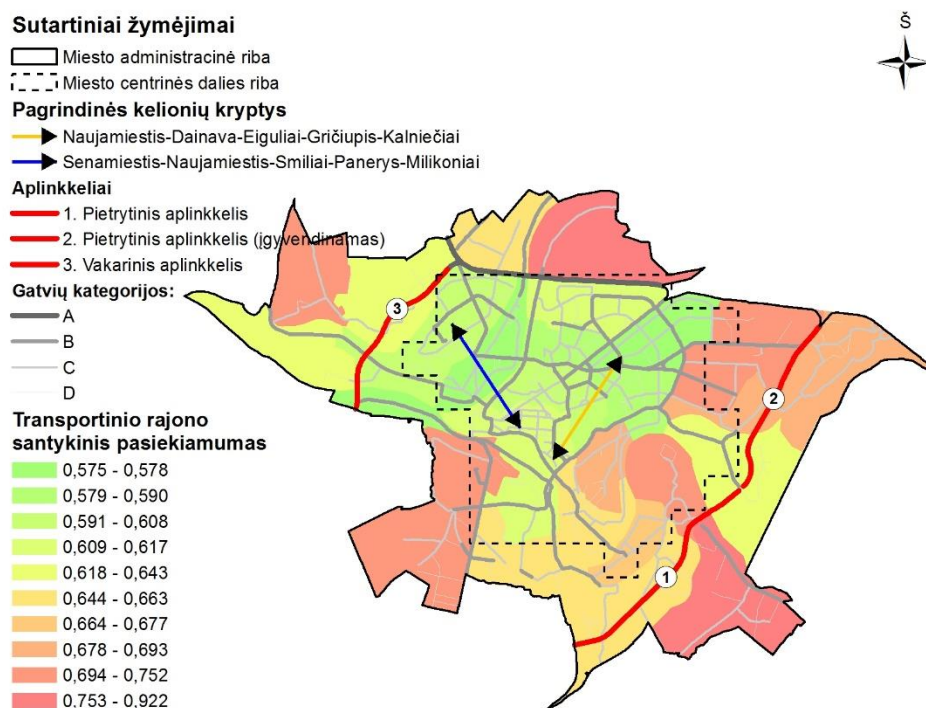 Sutartiniai žymėjimai
Miesto administracinė riba
Miesto centrinės dalies riba
Pagrindinės kelionių kryptys
Naujamiestis-Dainava-Eiguliai-Gričiupis-Kalniečiai
Senamiestis-Naujamiestis-Smiliai-Panerys-Milikoniai
Aplinkkeliai
1. Pietrytinis aplinkkelis
2. Pietrytinis aplinkkelis (įgyvendinamas)
3. Vakarinis aplinkkelis
Gatvių kategorijos:
A
B
C
D
Transportinio rajono
santykinis pasiekiamumas
0,575 - 0,578
0,579 - 0,590
0,591 - 0,608
0,609 - 0,617
0,618 - 0,643
0,644 - 0,663
0,664 - 0,677
0,678 - 0,693
0,694 - 0,752
0,753 - 0,922
Š
3
2
1